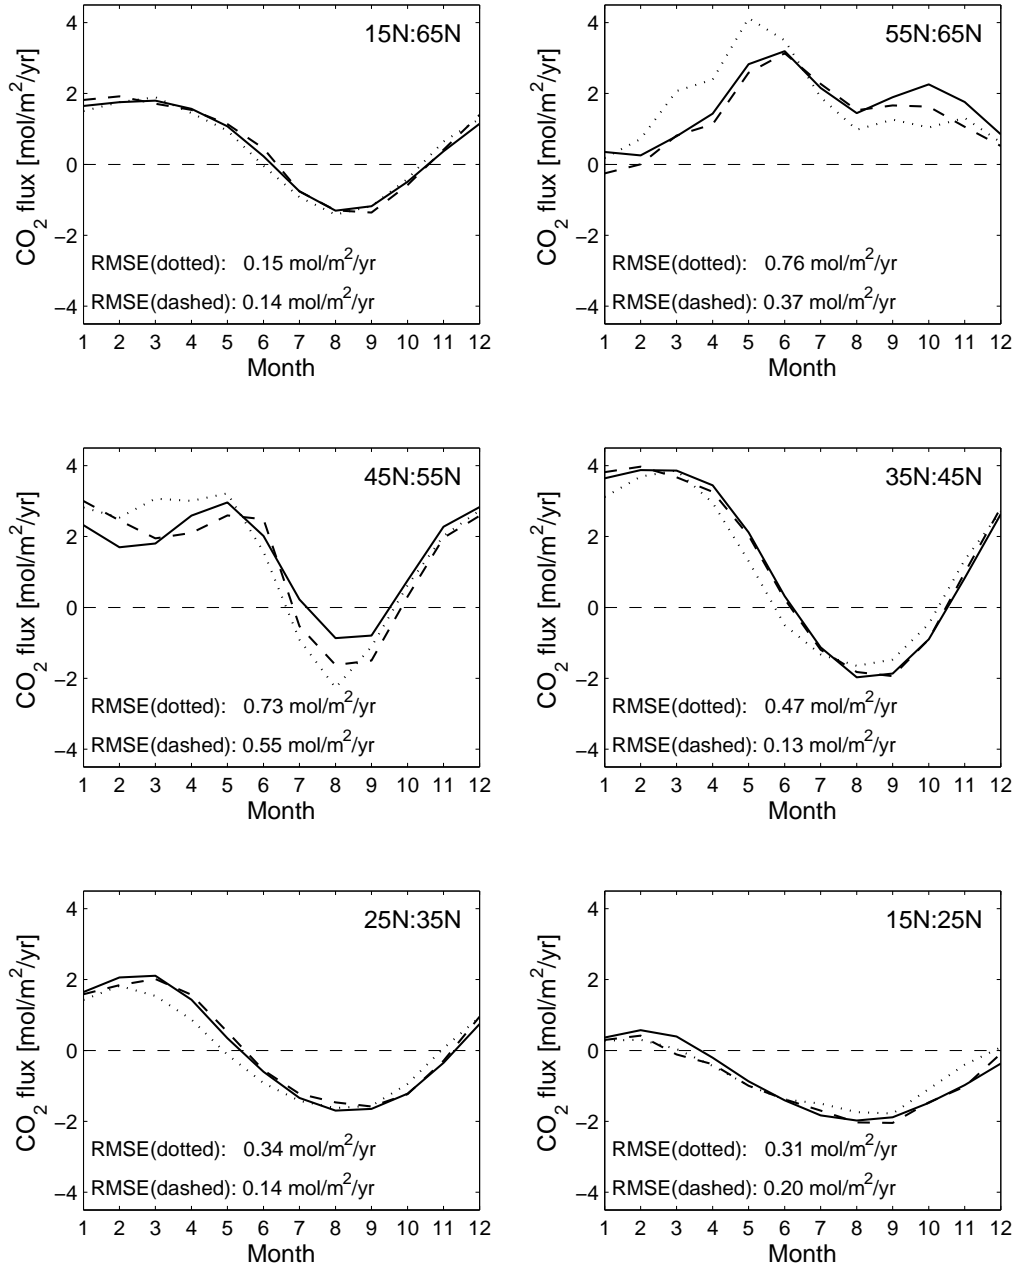 15N:65N
4
2
0
−2
−4
CO2 flux [mol/m2/yr]
RMSE(dotted): 0.15 mol/m2/yr
RMSE(dashed): 0.14 mol/m2/yr
1 2 3 4 5 6 7 8 9 10 11 12
Month
55N:65N
4
2
0
−2
−4
CO2 flux [mol/m2/yr]
RMSE(dotted): 0.76 mol/m2/yr
RMSE(dashed): 0.37 mol/m2/yr
1 2 3 4 5 6 7 8 9 10 11 12
Month
45N:55N
4
2
0
−2
−4
CO2 flux [mol/m2/yr]
RMSE(dotted): 0.73 mol/m2/yr
RMSE(dashed): 0.55 mol/m2/yr
1 2 3 4 5 6 7 8 9 10 11 12
Month
35N:45N
4
2
0
−2
−4
CO2 flux [mol/m2/yr]
RMSE(dotted): 0.47 mol/m2/yr
RMSE(dashed): 0.13 mol/m2/yr
1 2 3 4 5 6 7 8 9 10 11 12
Month
25N:35N
4
2
0
−2
−4
CO2 flux [mol/m2/yr]
RMSE(dotted): 0.34 mol/m2/yr
RMSE(dashed): 0.14 mol/m2/yr
1 2 3 4 5 6 7 8 9 10 11 12
Month
15N:25N
4
2
0
−2
−4
CO2 flux [mol/m2/yr]
RMSE(dotted): 0.31 mol/m2/yr
RMSE(dashed): 0.20 mol/m2/yr
1 2 3 4 5 6 7 8 9 10 11 12
Month